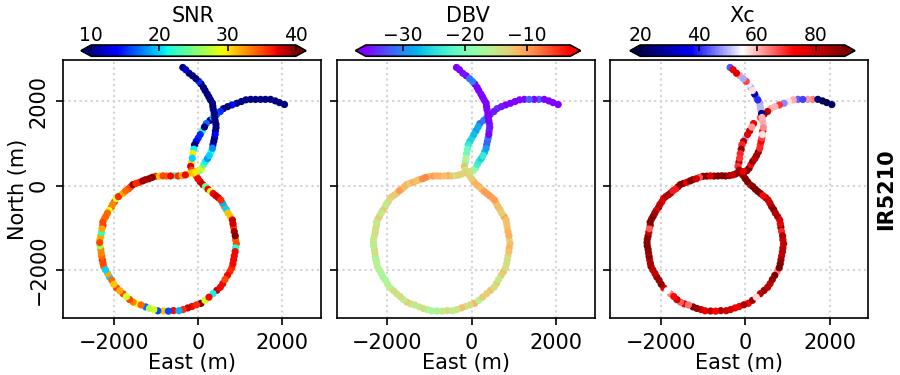 SNR DBV Xc
10 20 30 40 −30 −20 −10 20 40 60 80
2000
0
−2000
North (m)
IR5210
−2000 0 2000 −2000 0 2000 −2000 0 2000
East (m) East (m) East (m)